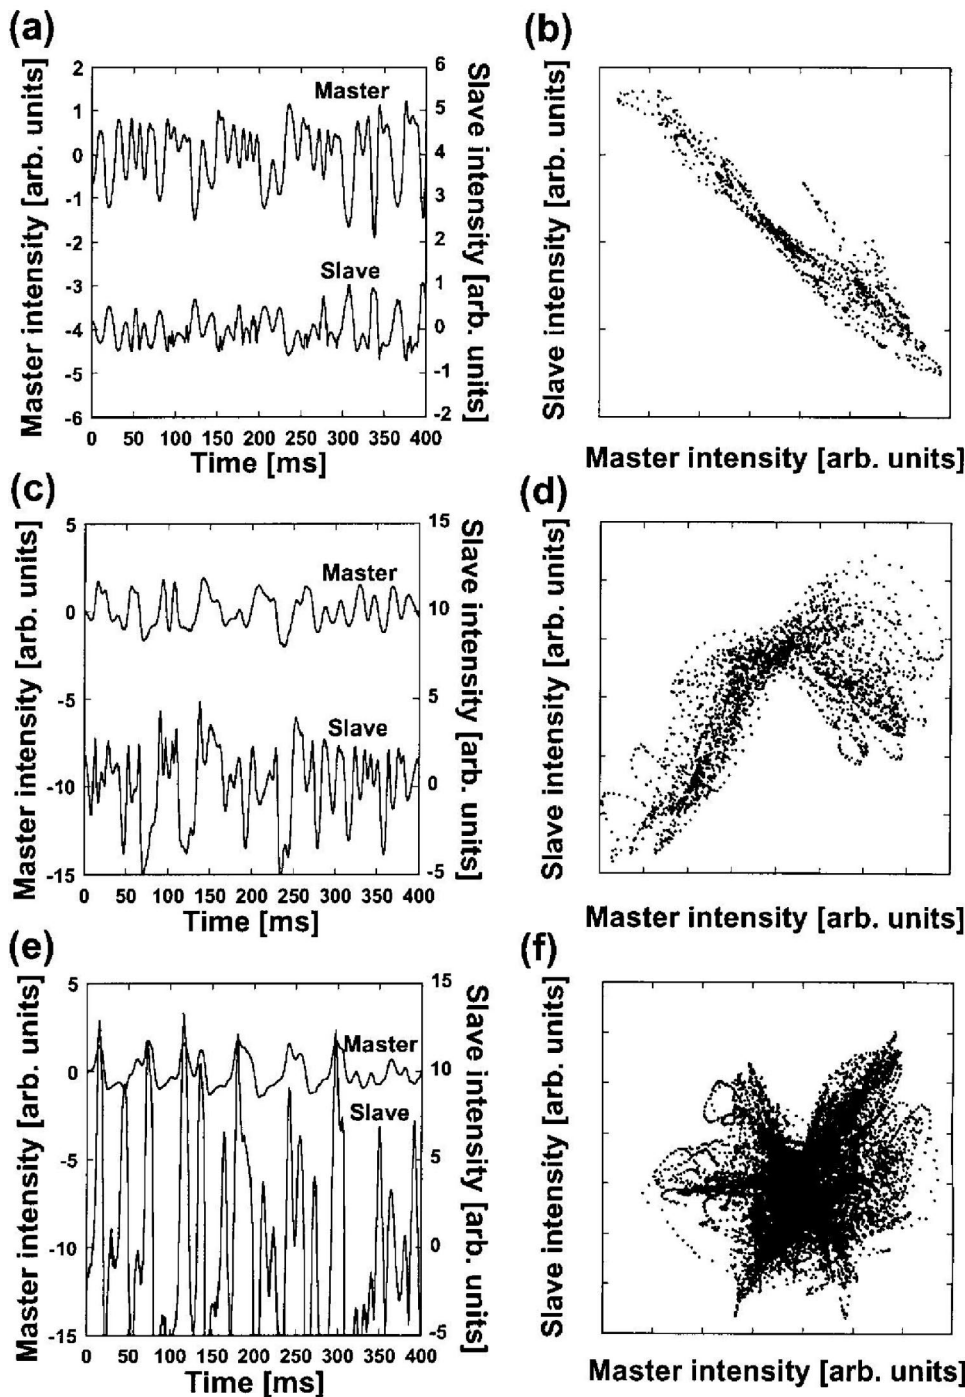 (a)
Master intensity [arb. units]
2
1
0
-1
-2
-3
-4
-5
-6
Master
Slave
6
5
4
3
2
1
0
-1
-2
Slave intensity [arb. units]
0 50 100 150 200 250 300 350 400
Time [ms]
(b)
Slave intensity [arb. units]
Master intensity [arb. units]
(c)
Master intensity [arb. units]
5
0
-5
-10
-15
Master
Slave
15
10
5
0
-5
Slave intensity [arb. units]
0 50 100 150 200 250 300 350 400
Time [ms]
(d)
Slave intensity [arb. units]
Master intensity [arb. units]
(e)
Master intensity [arb. units]
5
0
-5
-10
-15
Master
Slave
15
10
5
0
-5
Slave intensity [arb. units]
0 50 100 150 200 250 300 350 400
Time [ms]
(f)
Slave intensity [arb. units]
Master intensity [arb. units]